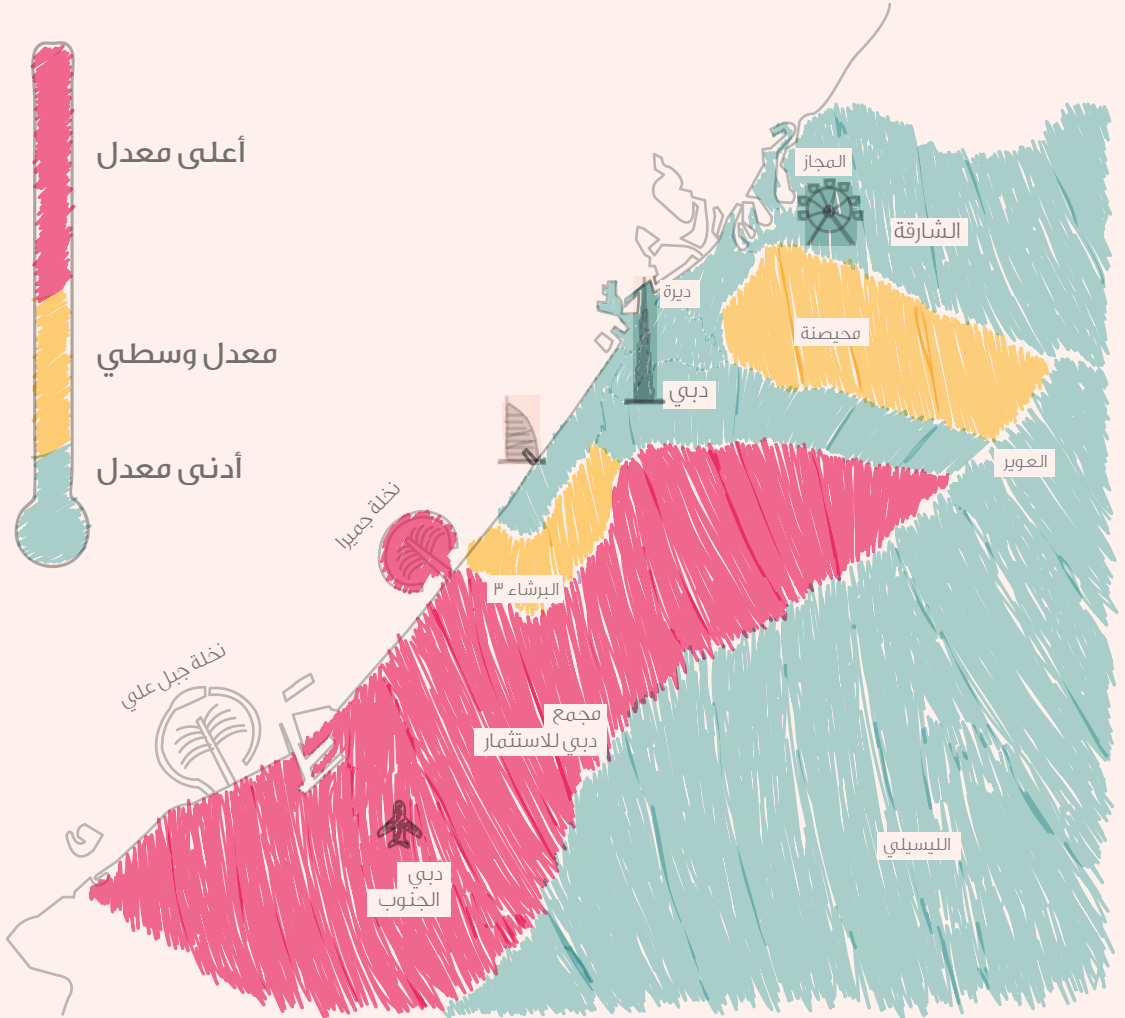 أعلى معدل
معدل وسطي
أدنى معدل
المجاز
الشارقة
ديرة
محيصنة
دبي
العوير
نخلة جميرا
البرشاء ٣
نخلة جبل علي
مجمع
دبي للاستثمار
الليسيلي
دبي
الجنوب